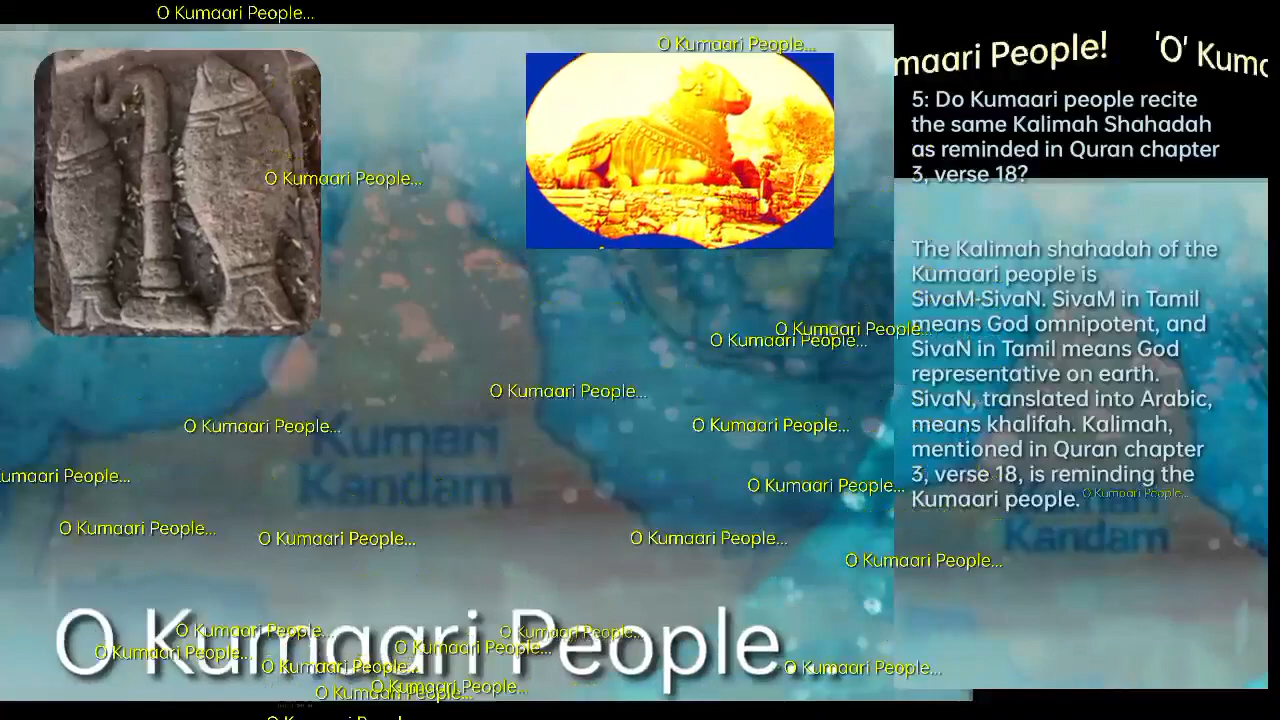 O Kumaari People...
O Kumaari People...
maari People!
'O' Kuma
5: Do Kumaari people recite
the same Kalimah Shahadah
as reminded in Quran chapter
3, verse 18?
O Kumaari People...
The Kalimah shahadah of the
Kumaari people is
SivaM-SivaN. SivaM in Tamil
means God omnipotent, and
SivaN in Tamil means God
representative on earth.
SivaN, translated into Arabic,
means khalifah. Kalimah,
mentioned in Quran chapter
3, verse 18, is reminding the
Kumaari people.
O Kumaari People...
O Kumaari People...
O Kumaari People...
O Kumaari People...
O Kumaari People...
O Kumaari People...
Kumari
Kandam
umaari People...
O Kumaari People...
O Kumaari People...
Kandam
O Kumaari People...
O Kumaari People...
O Kumaari People...
O Kumaari People...
O Kumaari People...
O Kumaari People...
O Kumaari People...
O Kumaari People...
O Kumaari People...
O Kumaari People...
O Kumaari People...
O Kumaari People...
O Kumaari People...
O Kumaari People...